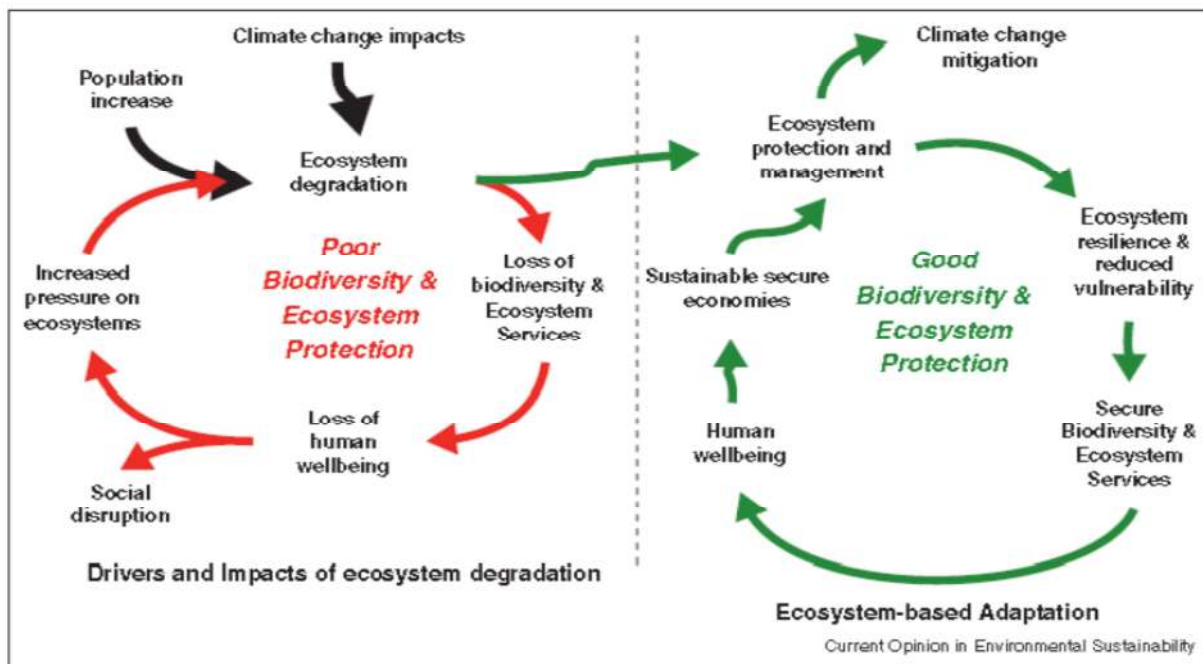 Climate change impacts
Population
increase
Ecosystem
degradation
Poor
Biodiversity &
Ecosystem
Protection
Increased
pressure on
ecosystems
Loss of
biodiversity &
Ecosystem
Services
Loss of
human
wellbeing
Social
disruption
Drivers and Impacts of ecosystem degradation
Climate change
mitigation
Ecosystem
protection and
management
Ecosystem
resilience &
reduced
vulnerability
Sustainable secure
economies
Good
Biodiversity &
Ecosystem
Protection
Human
wellbeing
Secure
Biodiversity &
Ecosystem
Services
Ecosystem-based Adaptation
Current Opinion in Environmental Sustainability